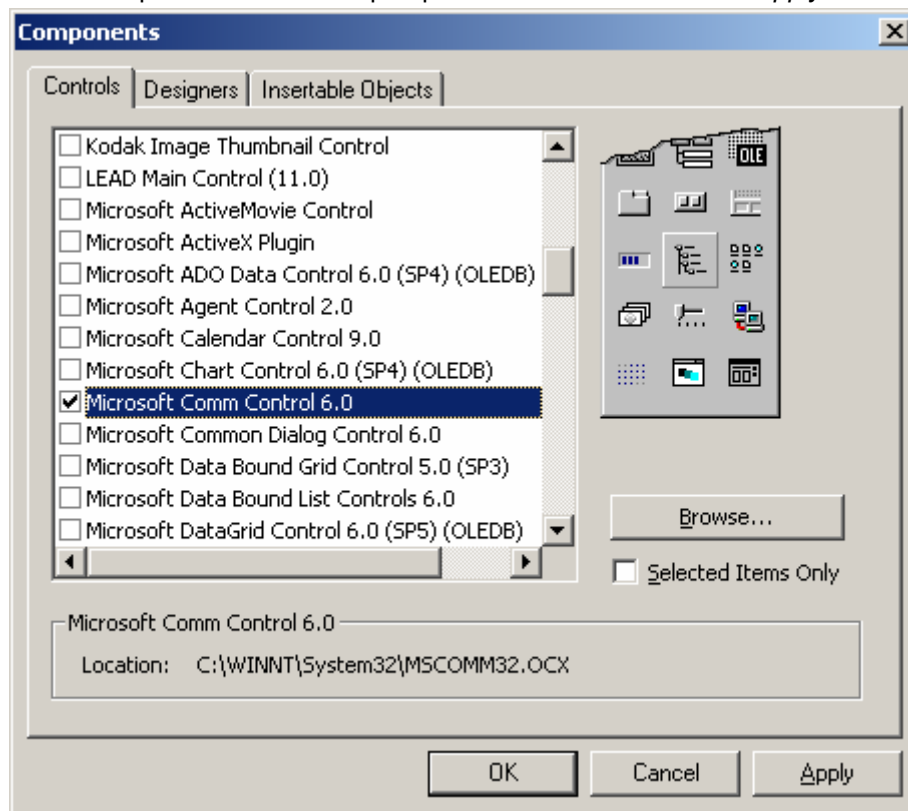 Apply
Components
Controls Designers Insertable Objects
Kodak Image Thumbnail Control
LEAD Main Control (11.0)
Microsoft ActiveMovie Control
Microsoft ActiveX Plugin
Microsoft ADO Data Control 6.0 (SP4) (OLEDB)
Microsoft Agent Control 2.0
Microsoft Calendar Control 9.0
Microsoft Chart Control 6.0 (SP4) (OLEDB)
Microsoft Comm Control 6.0
Microsoft Common Dialog Control 6.0
Microsoft Data Bound Grid Control 5.0 (SP3)
Microsoft Data Bound List Controls 6.0
Microsoft DataGrid Control 6.0 (SP5) (OLEDB)
OLE
Browse...
Selected Items Only
Microsoft Comm Control 6.0
Location: C:\WINNT\System32\MSCOMM32.OCX
OK Cancel Apply